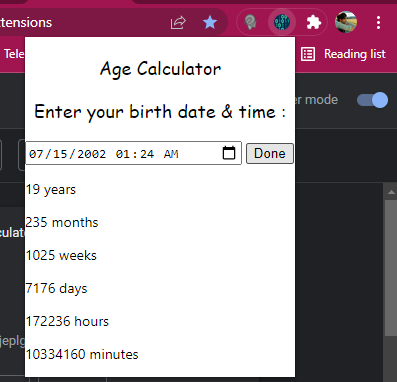 tensions
Tele
Reading list
er mode
Age Calculator
Enter your birth date & time :
07/15/2002 01:24 AM
Done
19 years
235 months
culat
1025 weeks
7176 days
172236 hours
jeplg
10334160 minutes